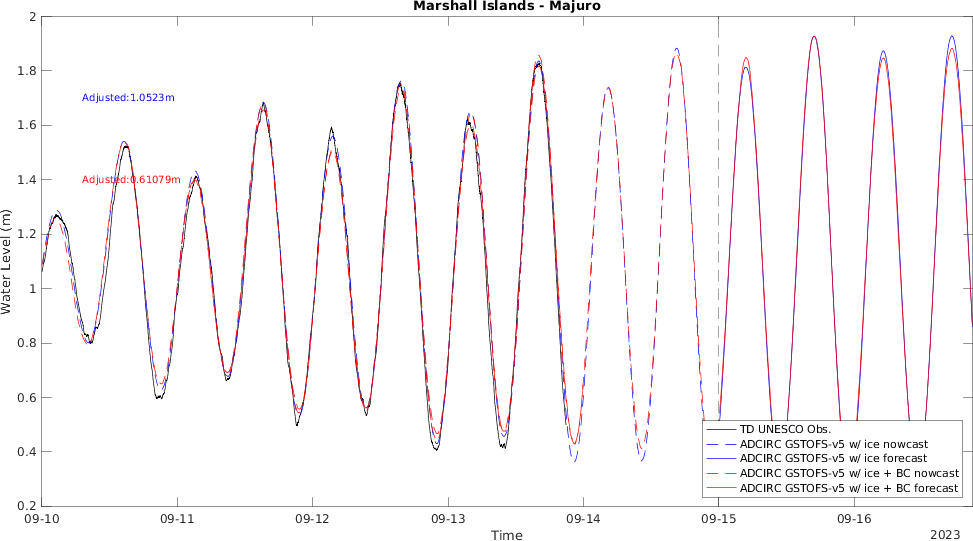 Marshall Islands - Majuro
2
1.8
1.6
1.4
1.2
1
0.8
0.6
0.4
0.2
Water Level (m)
Adjusted:1.0523m
Adjusted:0.61079m
TD UNESCO Obs.
ADCIRC GSTOFS-v5 w/ ice nowcast
ADCIRC GSTOFS-v5 w/ ice forecast
ADCIRC GSTOFS-v5 w/ ice + BC nowcast
ADCIRC GSTOFS-v5 w/ ice + BC forecast
09-10 09-11 09-12 09-13 09-14 09-15 09-16
Time
2023